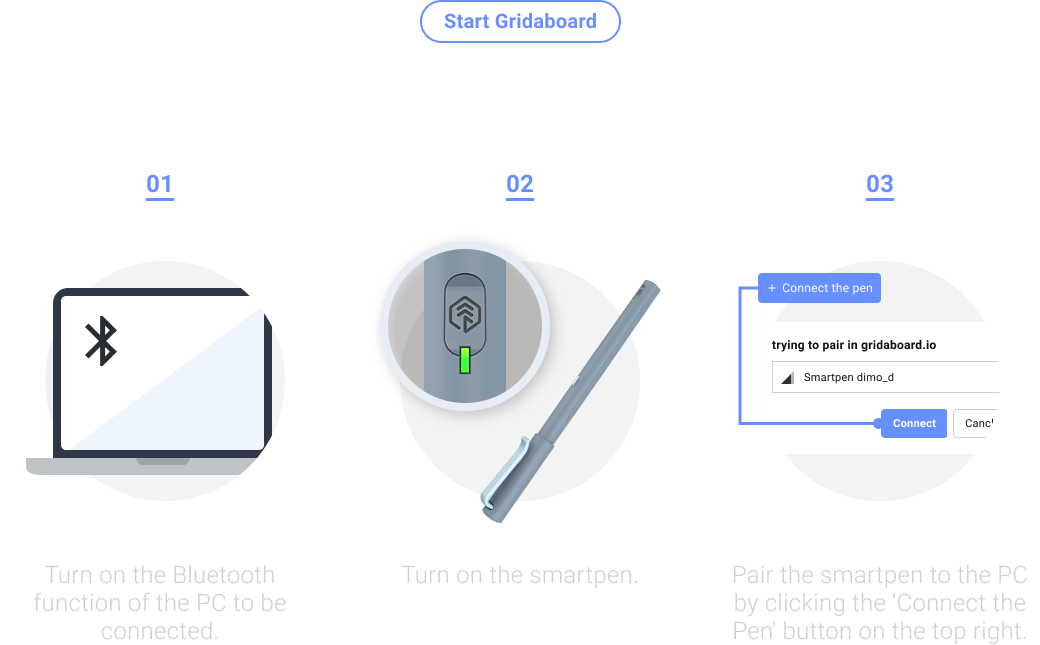 Start Gridaboard
01
02
03
+ Connect the pen
trying to pair in gridaboard.io
Smartpen dimo_d
Connect
Canc
Turn on the Bluetooth
function of the PC to be
connected.
Turn on the smartpen.
Pair the smartpen to the PC
by clicking the 'Connect the
Pen' button on the top right.